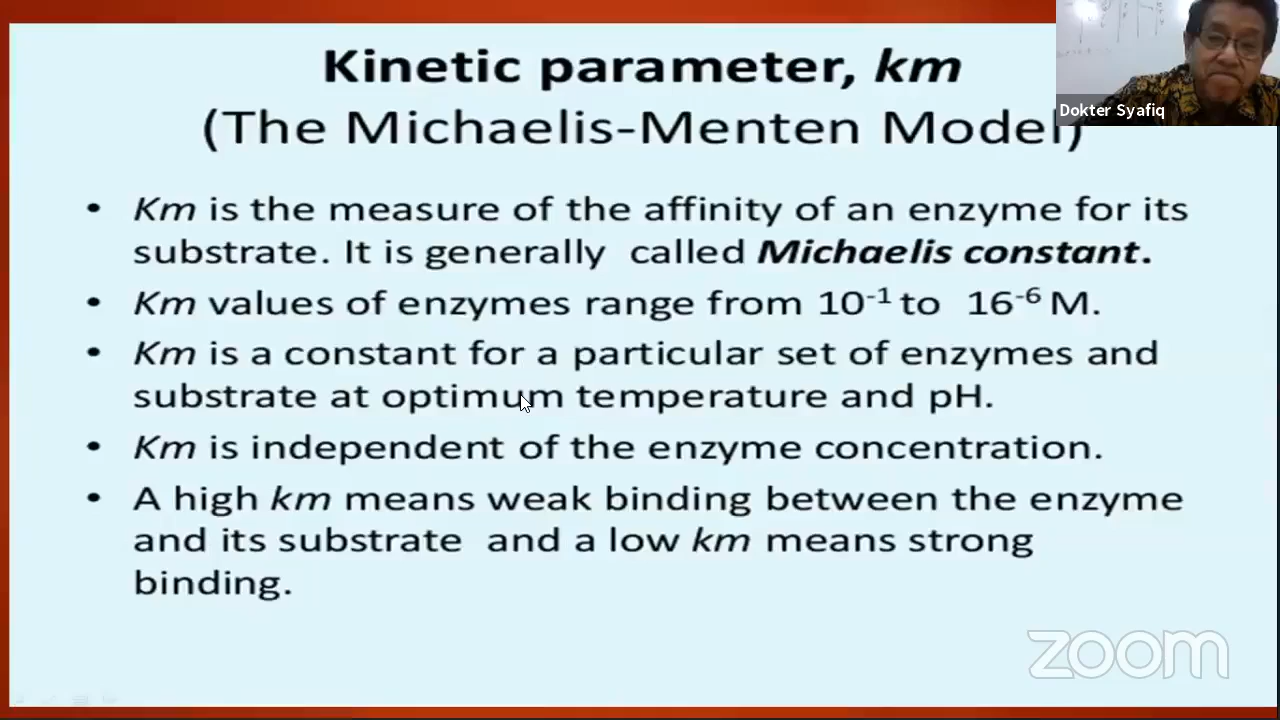 Kinetic parameter, km
(The Michaelis-Menten Model)
Dokter Syafiq
• Km is the measure of the affinity of an enzyme for its
substrate. It is generally called Michaelis constant.
• Km values of enzymes range from 10⁻¹ to 16⁻⁶ M.
• Km is a constant for a particular set of enzymes and
substrate at optimum temperature and pH.
• Km is independent of the enzyme concentration.
• A high km means weak binding between the enzyme
and its substrate and a low km means strong
binding.
zoom